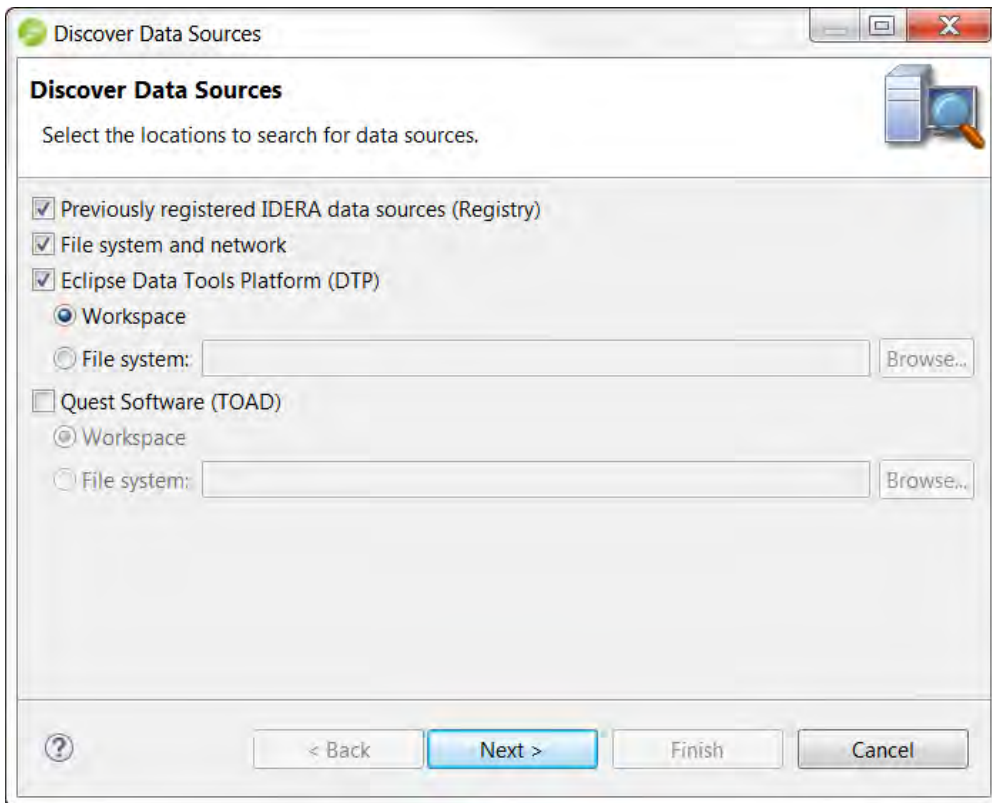 Discover Data Sources
Discover Data Sources
Select the locations to search for data sources.
Previously registered IDERA data sources (Registry)
File system and network
Eclipse Data Tools Platform (DTP)
Workspace
File system: Browse...
Quest Software (TOAD)
Workspace
File system: Browse...
? < Back Next > Finish Cancel